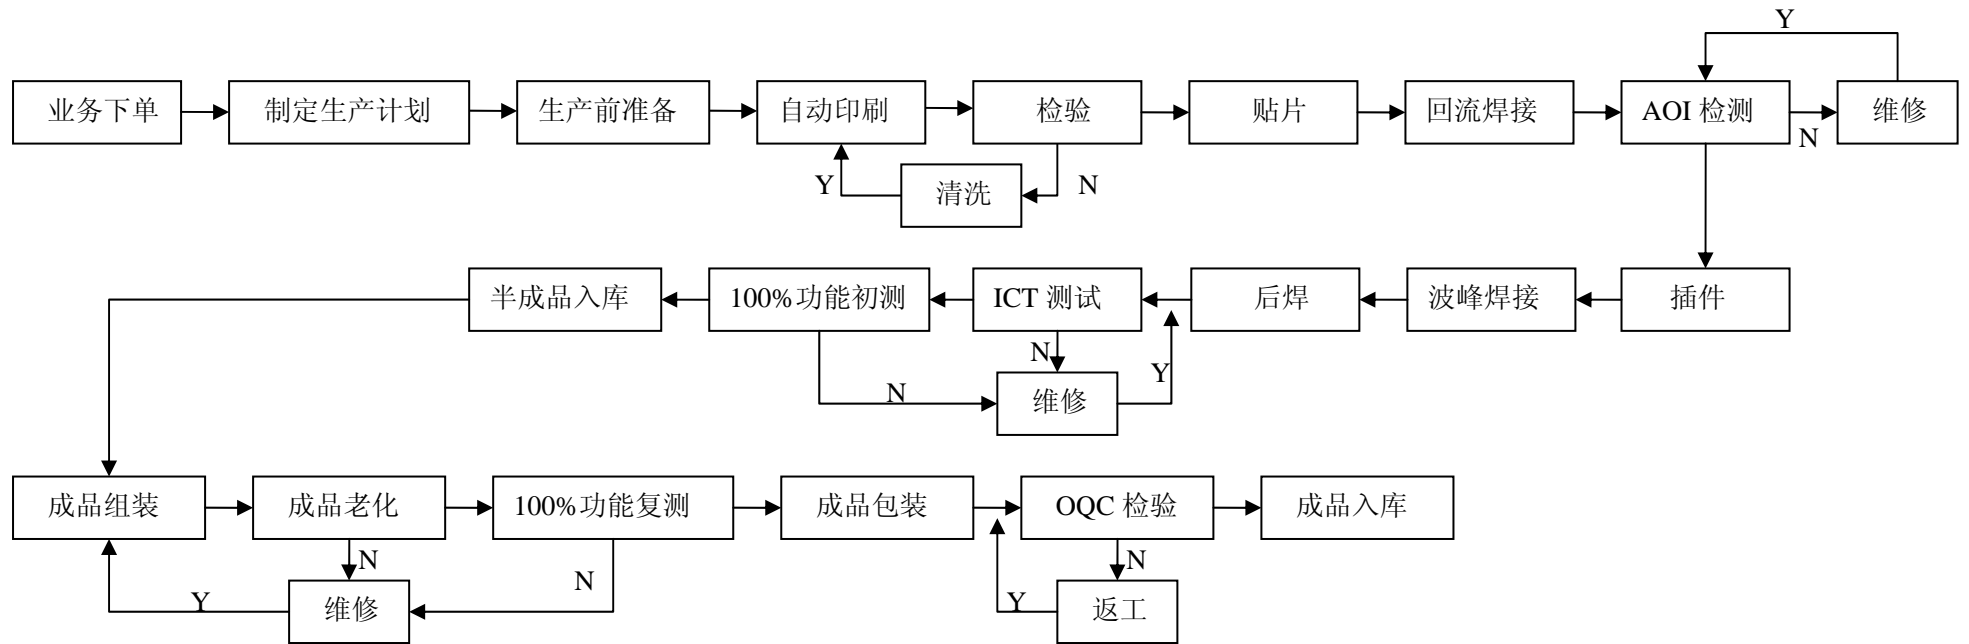 Y
业务下单 制定生产计划 生产前准备 自动印刷 检验 贴片 回流焊接 AOI 检测 维修
N
Y 清洗 N
半成品入库 100%功能初测 ICT 测试 后焊 波峰焊接 插件
N
N 维修 Y
成品组装 成品老化 100%功能复测 成品包装 OQC 检验 成品入库
N N N
Y 维修 Y 返工